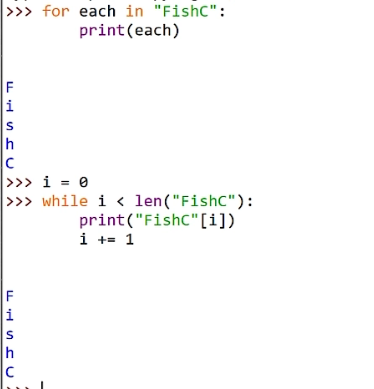 >>> for each in "FishC":
        print(each)
F
i
s
h
C
>>> i = 0
>>> while i < len("FishC"):
        print("FishC"[i])
        i += 1
F
i
s
h
C